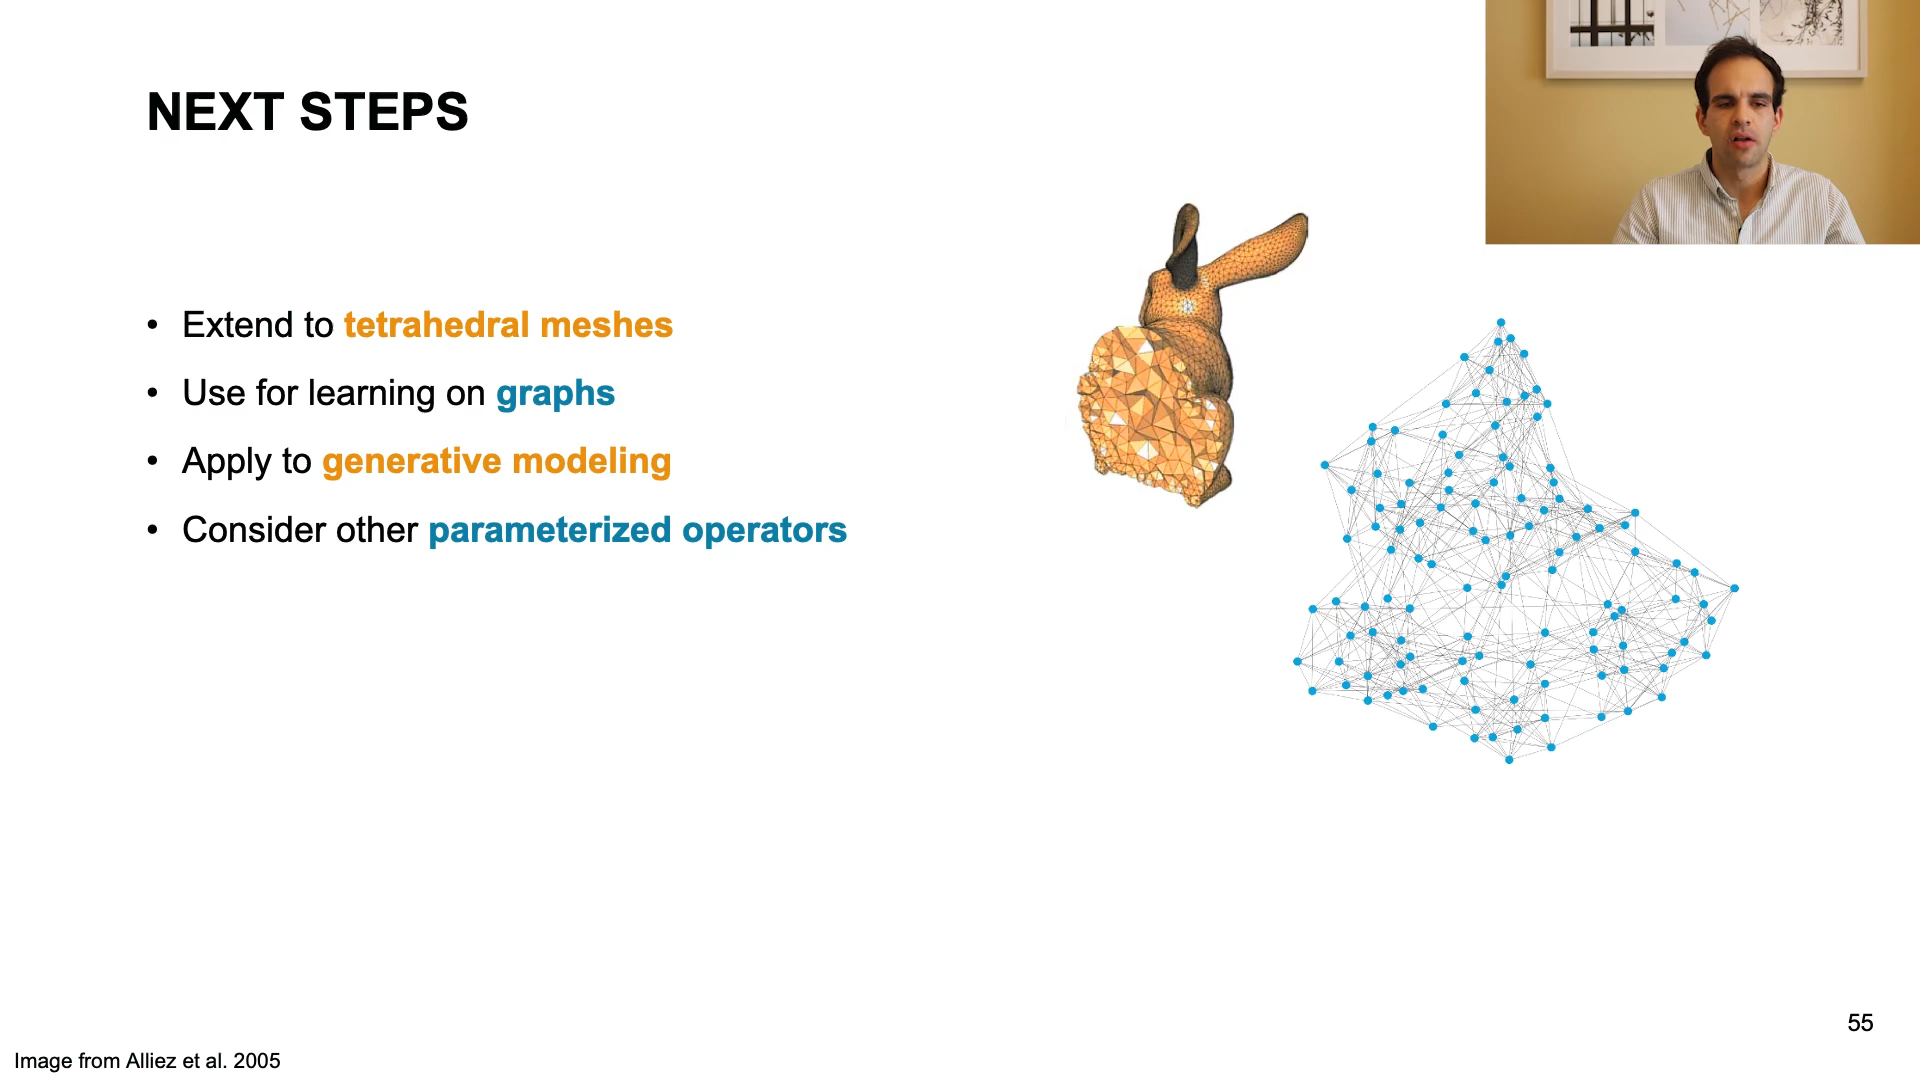 NEXT STEPS
• Extend to tetrahedral meshes
• Use for learning on graphs
• Apply to generative modeling
• Consider other parameterized operators
55
Image from Alliez et al. 2005